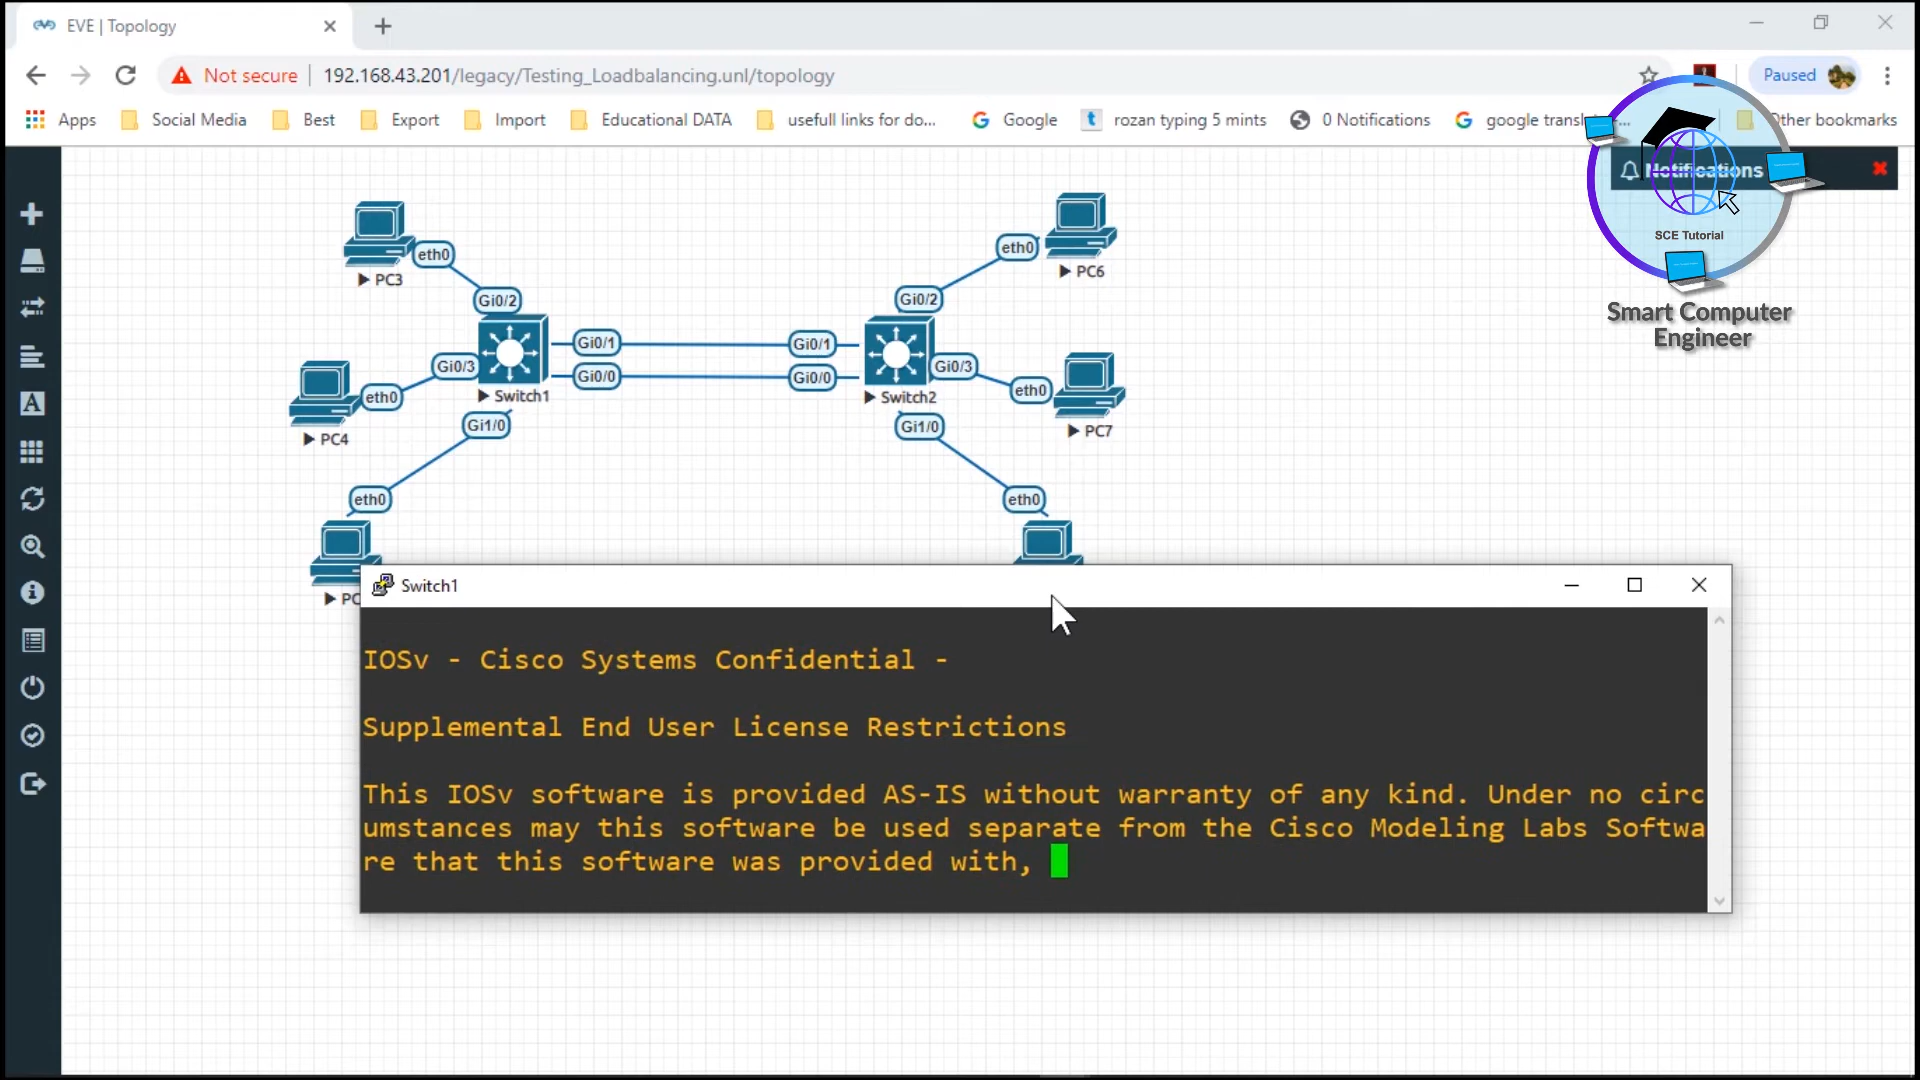 EVE | Topology
Not secure
192.168.43.201/legacy/Testing_Loadbalancing.unl/topology
Paused
Apps
Social Media
Best
Export
Import
Educational DATA
usefull links for do...
Google
rozan typing 5 mints
0 Notifications
Other bookmarks
Notifications
SCE Tutorial
Smart Computer
Engineer
PC3
eth0
Gi0/2
PC4
eth0
Gi0/3
Switch1
Gi0/1
Gi0/0
Gi1/0
eth0
PC
Gi0/1
Gi0/0
Switch2
Gi0/2
eth0
PC6
Gi0/3
eth0
PC7
Gi1/0
eth0
Switch1
IOSv - Cisco Systems Confidential -
Supplemental End User License Restrictions
This IOSv software is provided AS-IS without warranty of any kind. Under no circ
umstances may this software be used separate from the Cisco Modeling Labs Softwa
re that this software was provided with,